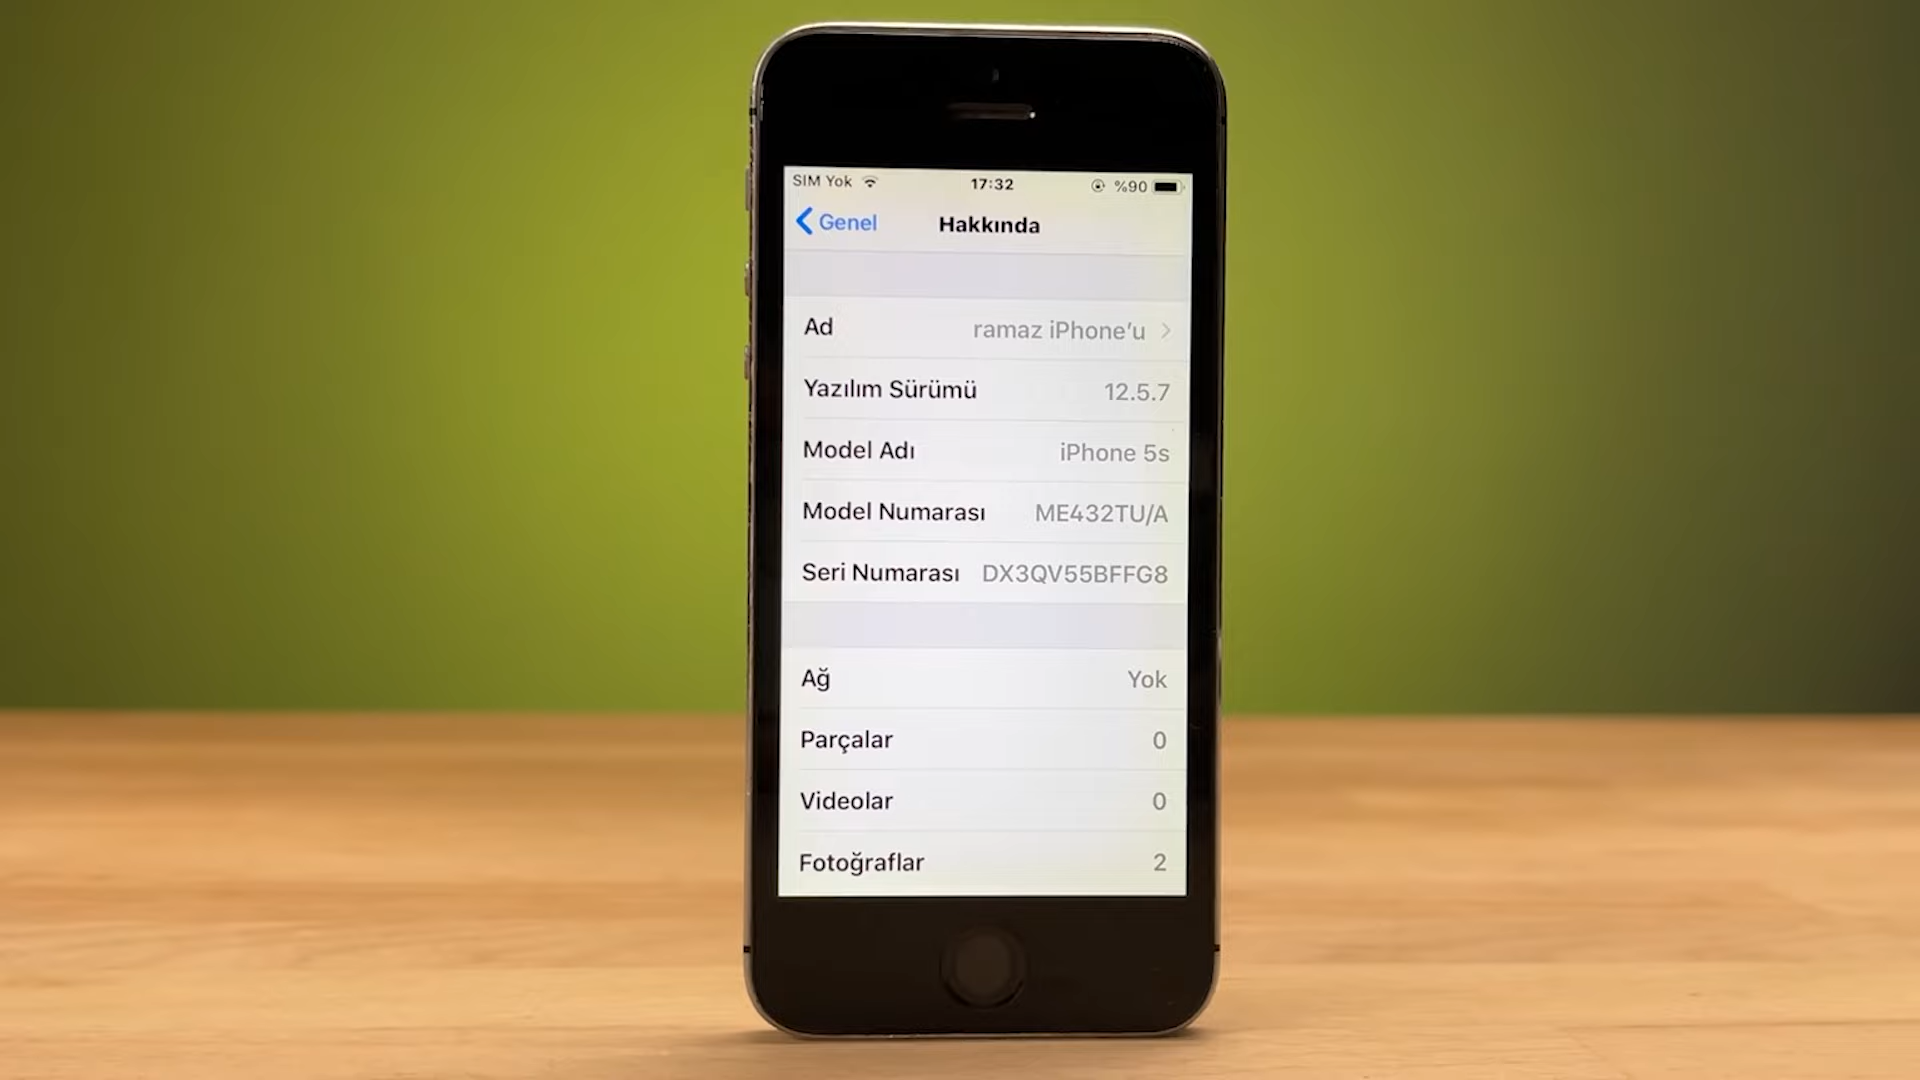 SIM Yok 17:32 %90
Genel Hakkında
Ad ramaz iPhone’u
Yazılım Sürümü 12.5.7
Model Adı iPhone 5s
Model Numarası ME432TU/A
Seri Numarası DX3QV55BFFG8
Ağ Yok
Parçalar 0
Videolar 0
Fotoğraflar 2